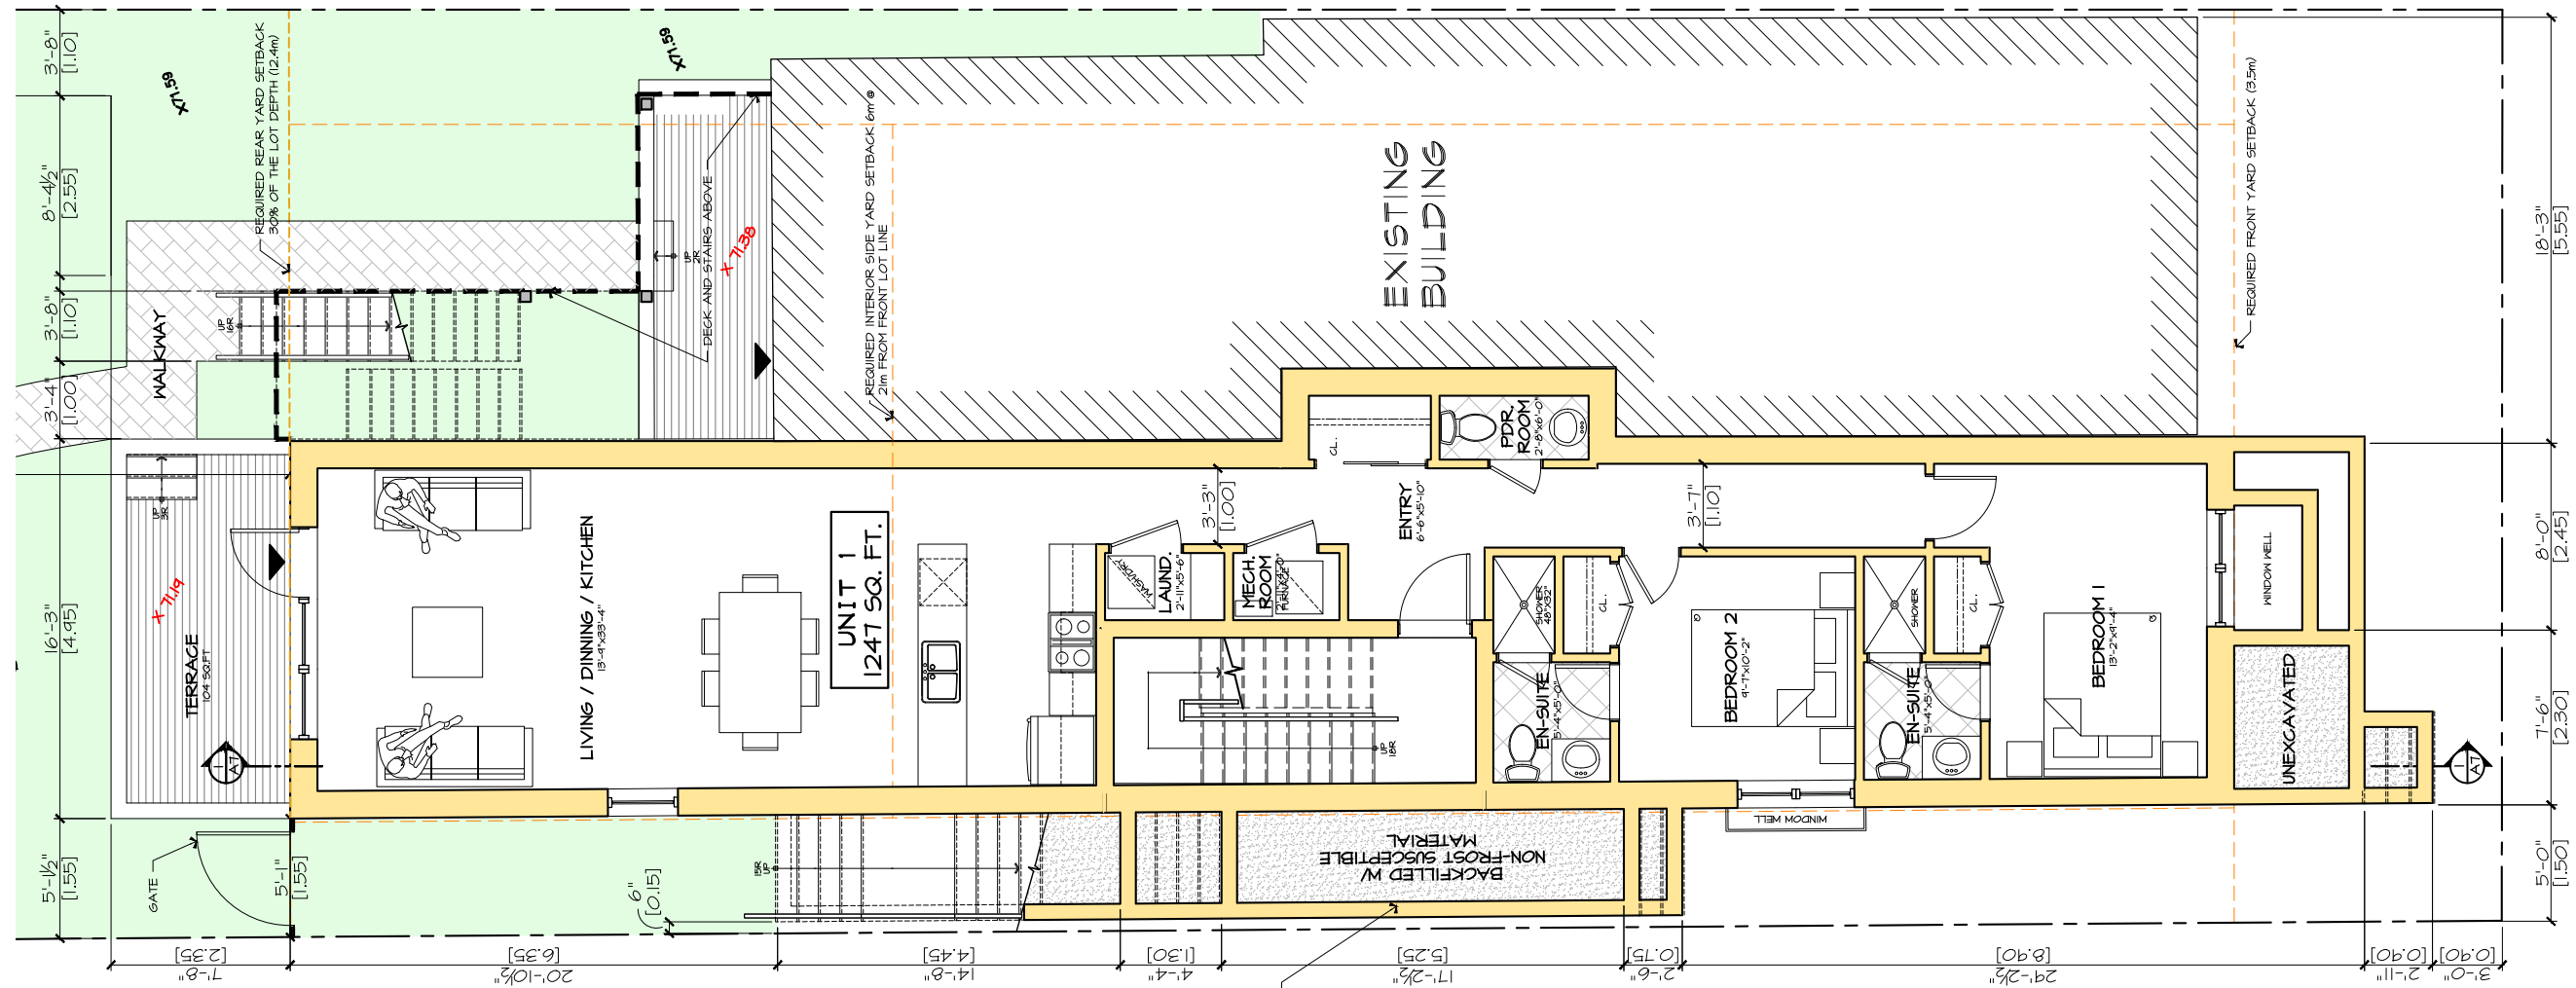 3'-8"
[1.10]
8'-4½"
[2.55]
3'-8"
[1.10]
3'-4"
[1.00]
16'-3"
[4.95]
5'-1½"
[1.55]
X71.59
X71.59
REQUIRED REAR YARD SETBACK
30% OF THE LOT DEPTH (12.4m)
WALKWAY
UP
16R
UP
2R
DECK AND STAIRS ABOVE
X 71.38
REQUIRED INTERIOR SIDE YARD SETBACK 6m @
21m FROM FRONT LOT LINE
EXISTING
BUILDING
REQUIRED FRONT YARD SETBACK (3.5m)
18'-3"
[5.55]
8'-0"
[2.45]
7'-6"
[2.30]
5'-0"
[1.50]
UP
3R
X 71.19
TERRACE
104 SQ.FT
1
A7
GATE
5'-1"
[1.55]
LIVING / DINNING / KITCHEN
13'-9"x33'-4"
UNIT 1
1247 SQ. FT.
LAUND.
2'-11"x5'-6"
WASH/DRY
MECH.
ROOM
FURNACE
3'-3"
[1.00]
CL.
PDR.
ROOM
2'-8"x6'-0"
ENTRY
6'-6"x5'-10"
3'-7"
[1.10]
UP
18R
SHOWER
48"X32"
CL.
EN-SUITE
5'-4"x5'-0"
BEDROOM 2
9'-7"x10'-2"
SHOWER
CL.
EN-SUITE
5'-4"x5'-0"
BEDROOM 1
13'-2"x9'-4"
WINDOW WELL
UNEXCAVATED
1
A7
WINDOW WELL
15R
UP
6"
[0.15]
BACKFILLED W/
NON-FROST SUSCEPTIBLE
MATERIAL
7'-8"
[2.35]
20'-10½"
[6.35]
14'-8"
[4.45]
4'-4"
[1.30]
17'-2½"
[5.25]
2'-6"
[0.75]
29'-2½"
[8.90]
2'-11"
[0.90]
3'-0"
[0.90]